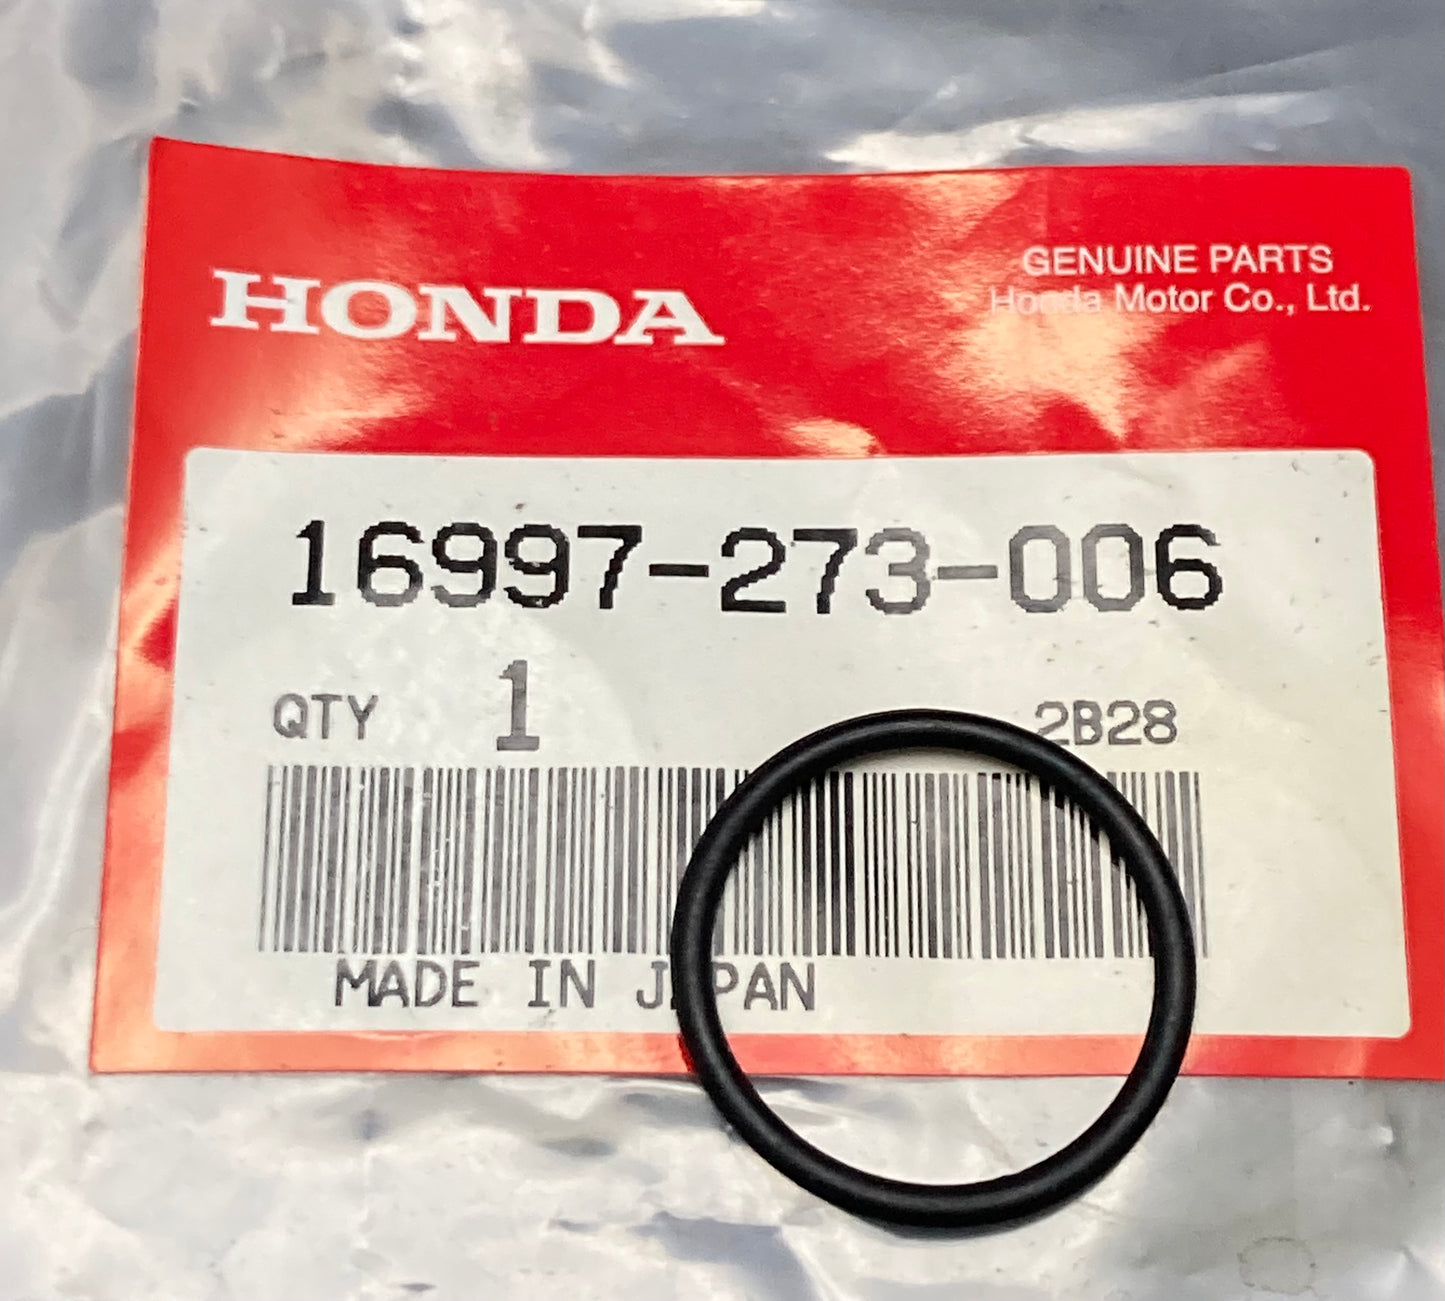 HONDA
GENUINE PARTS
Honda Motor Co., Ltd.
16997-273-006
QTY 1 2B28
MADE IN JAPAN